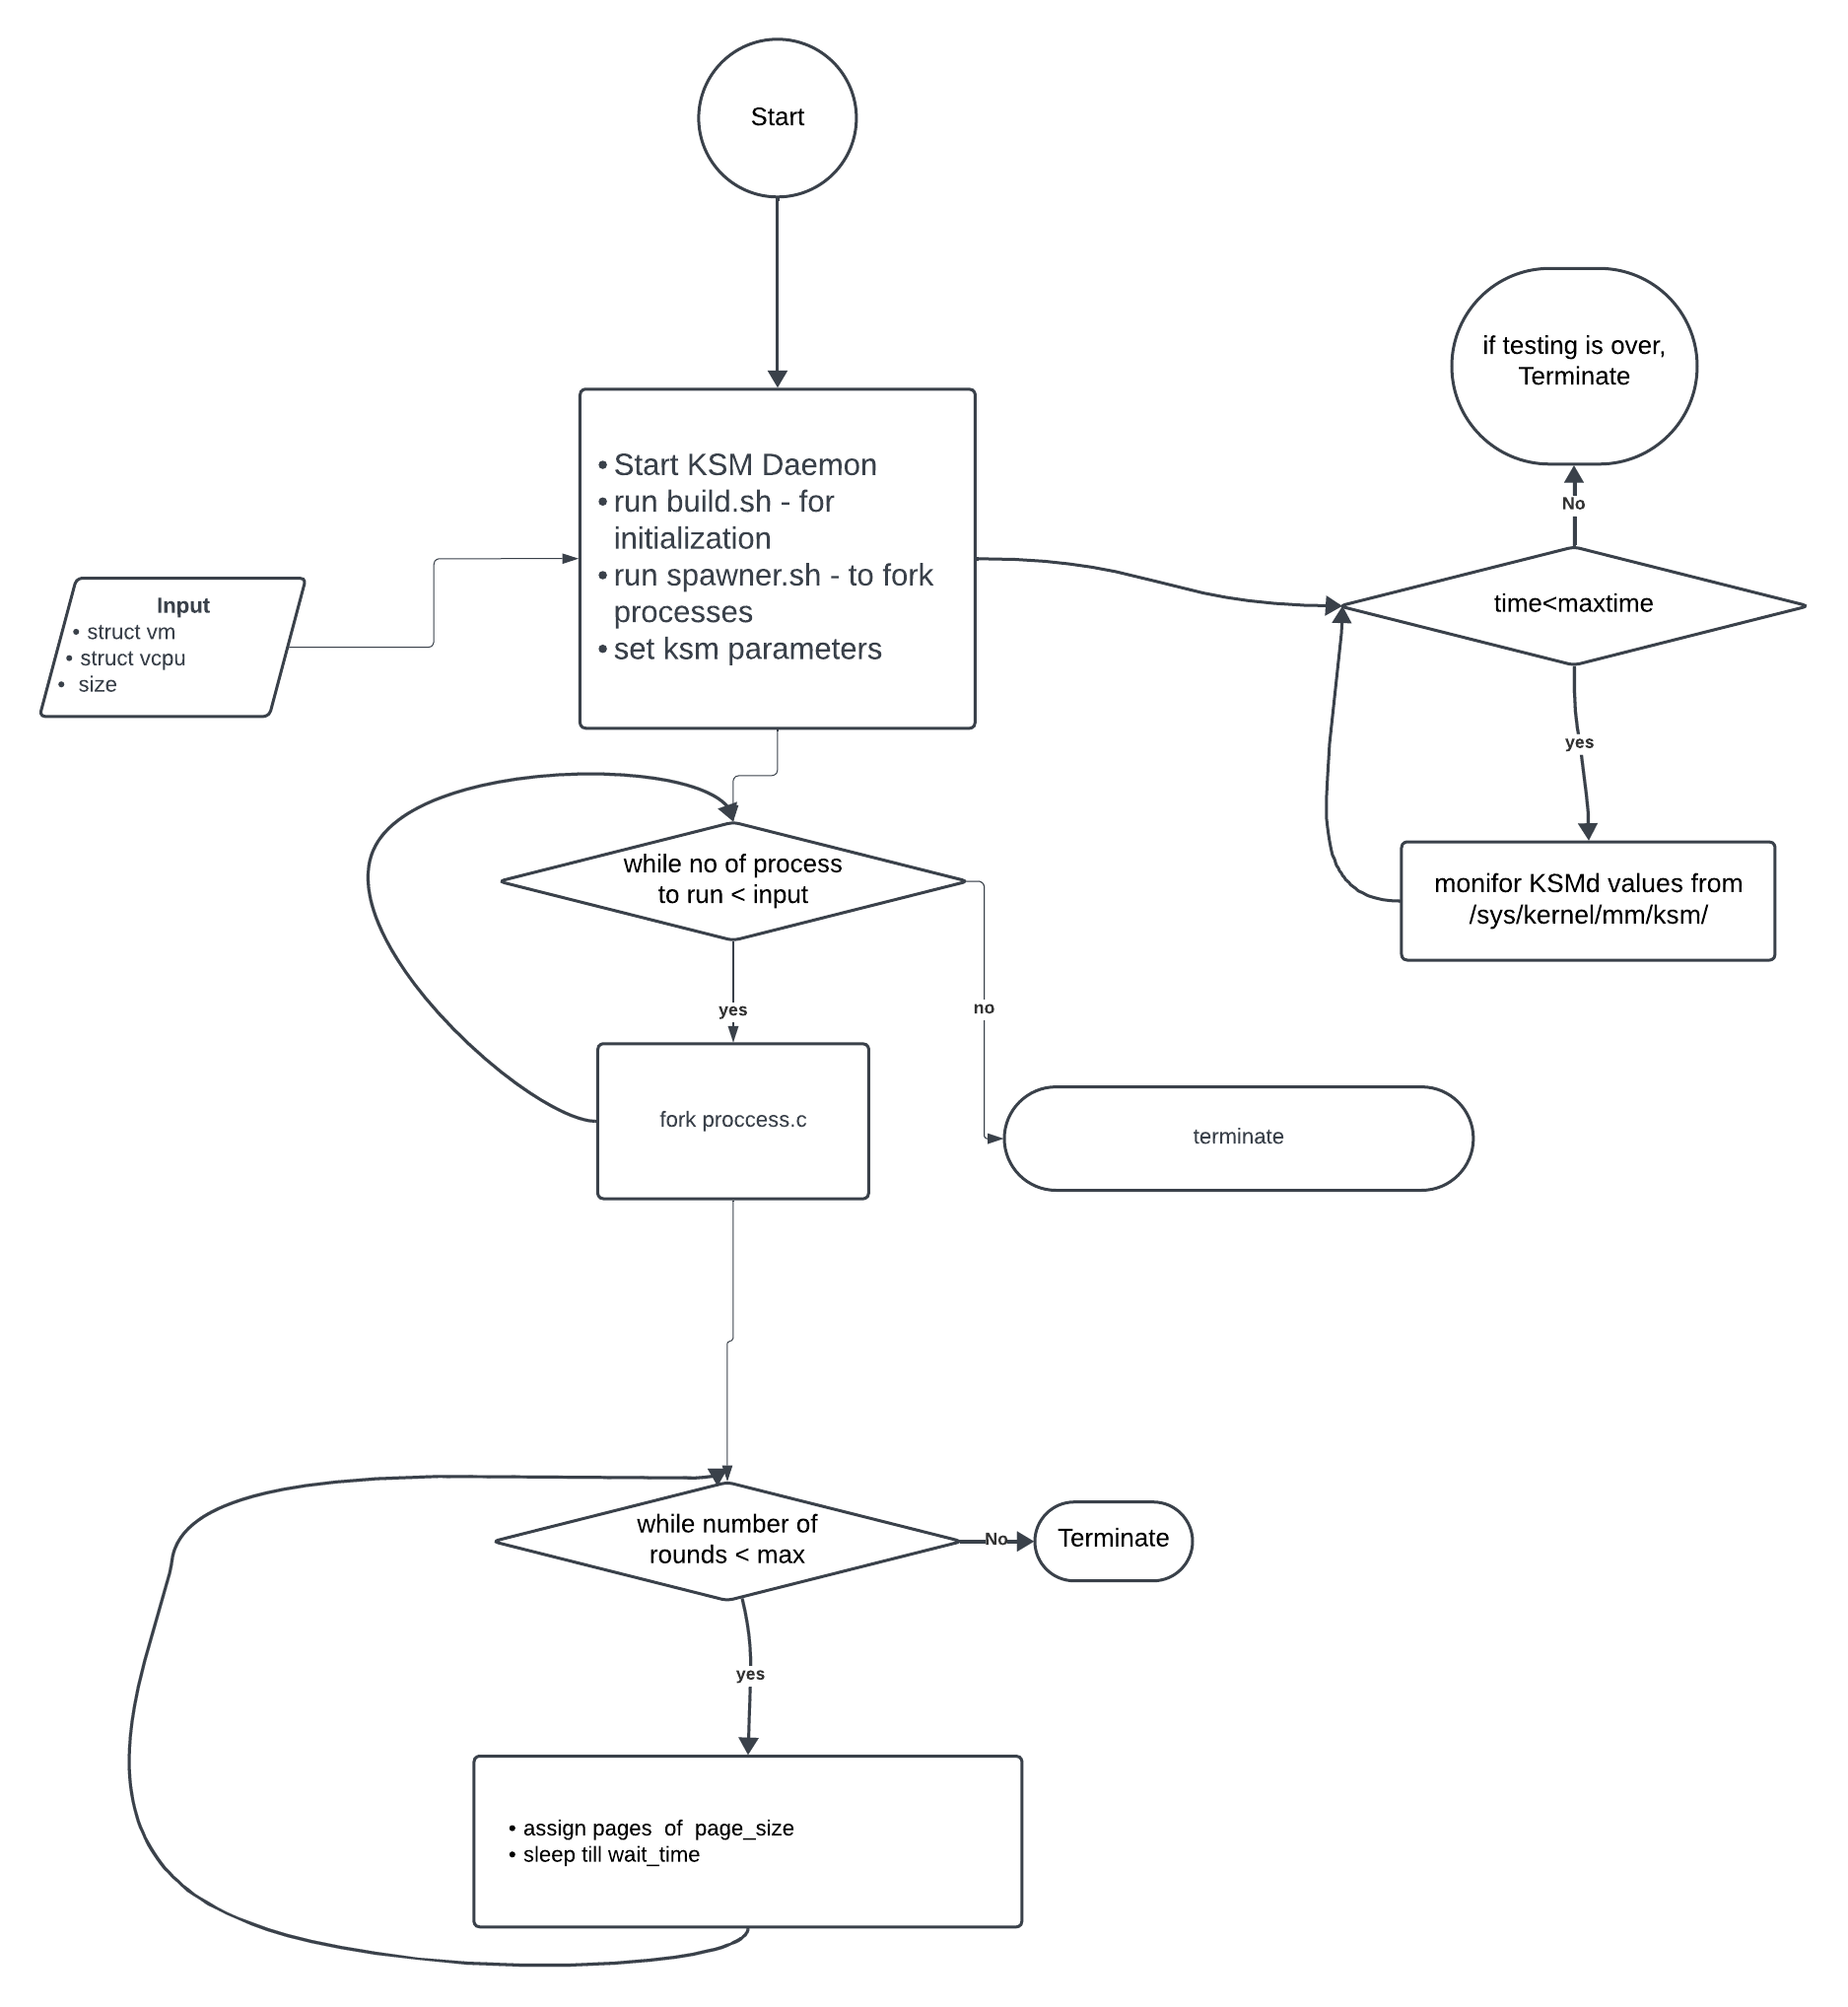 Start
if testing is over,
Terminate
No
• Start KSM Daemon
• run build.sh - for
initialization
• run spawner.sh - to fork
processes
• set ksm parameters
Input
• struct vm
• struct vcpu
• size
time<maxtime
yes
monifor KSMd values from
/sys/kernel/mm/ksm/
while no of process
to run < input
yes
no
fork proccess.c
terminate
while number of
rounds < max
No
Terminate
yes
• assign pages of page_size
• sleep till wait_time